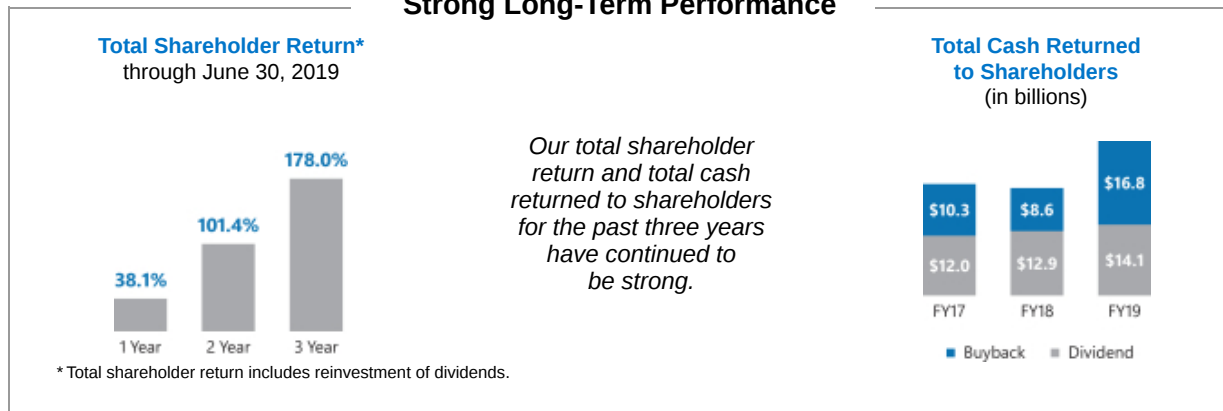 Strong Long-Term Performance
Total Shareholder Return*
through June 30, 2019
178.0%
101.4%
38.1%
1 Year
2 Year
3 Year
* Total shareholder return includes reinvestment of dividends.
Our total shareholder
return and total cash
returned to shareholders
for the past three years
have continued to
be strong.
Total Cash Returned
to Shareholders
(in billions)
$16.8
$10.3
$8.6
$12.0
$12.9
$14.1
FY17
FY18
FY19
Buyback
Dividend